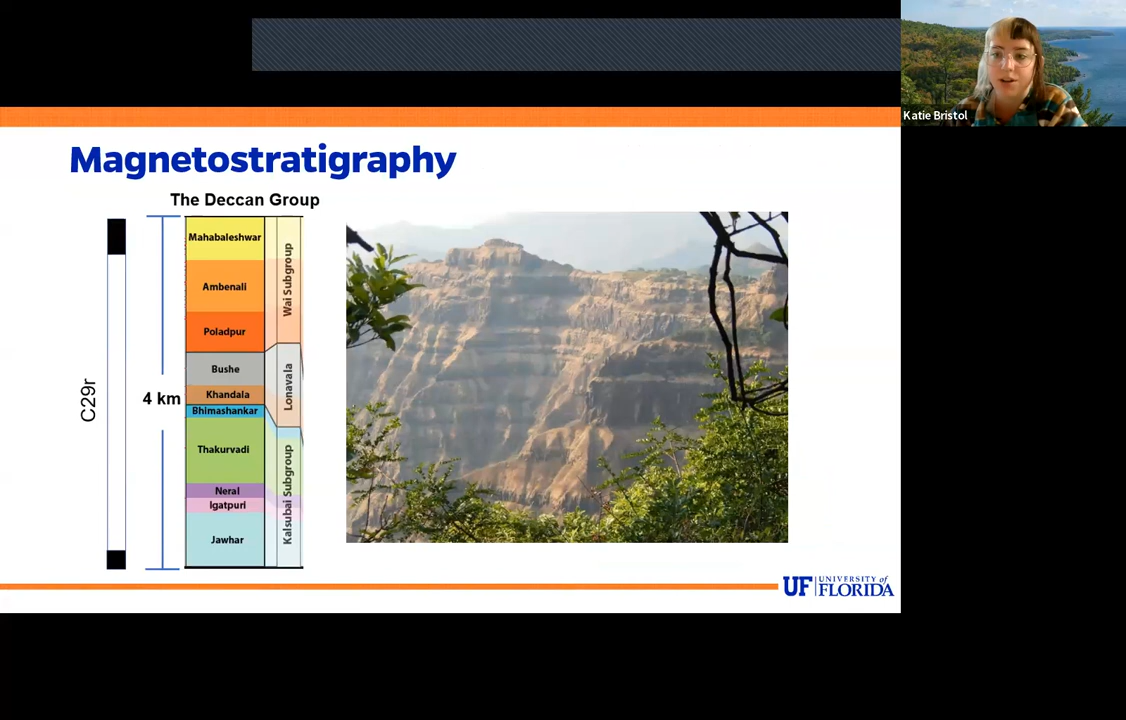 Katie Bristol
Magnetostratigraphy
The Deccan Group
C29r
4 km
Mahabaleshwar
Ambenali
Poladpur
Bushe
Khandala
Bhimashankar
Thakurvadi
Neral
Igatpuri
Jawhar
Wai Subgroup
Lonavala
Kalsubai Subgroup
UF UNIVERSITY of
FLORIDA